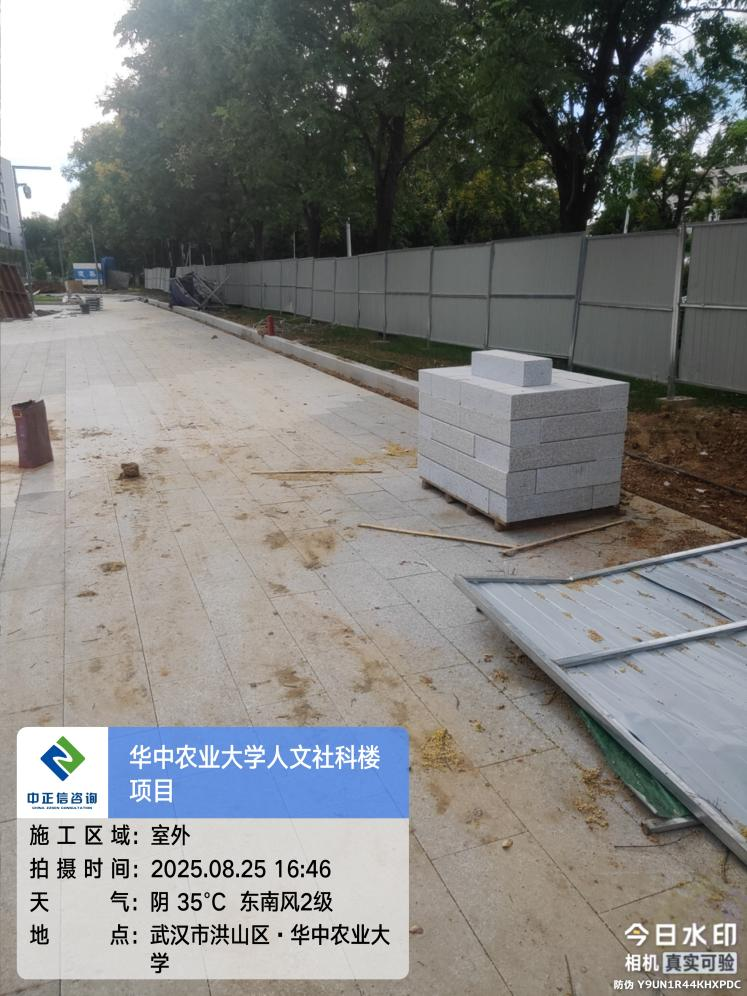 华中农业大学人文社科楼
项目
中正信咨询
施工区域：室外
拍摄时间：2025.08.25 16:46
天气：阴 35℃ 东南风2级
地点：武汉市洪山区·华中农业大
学
今日水印
相机 真实可验
防伪 Y9UN1R44KHXPDC